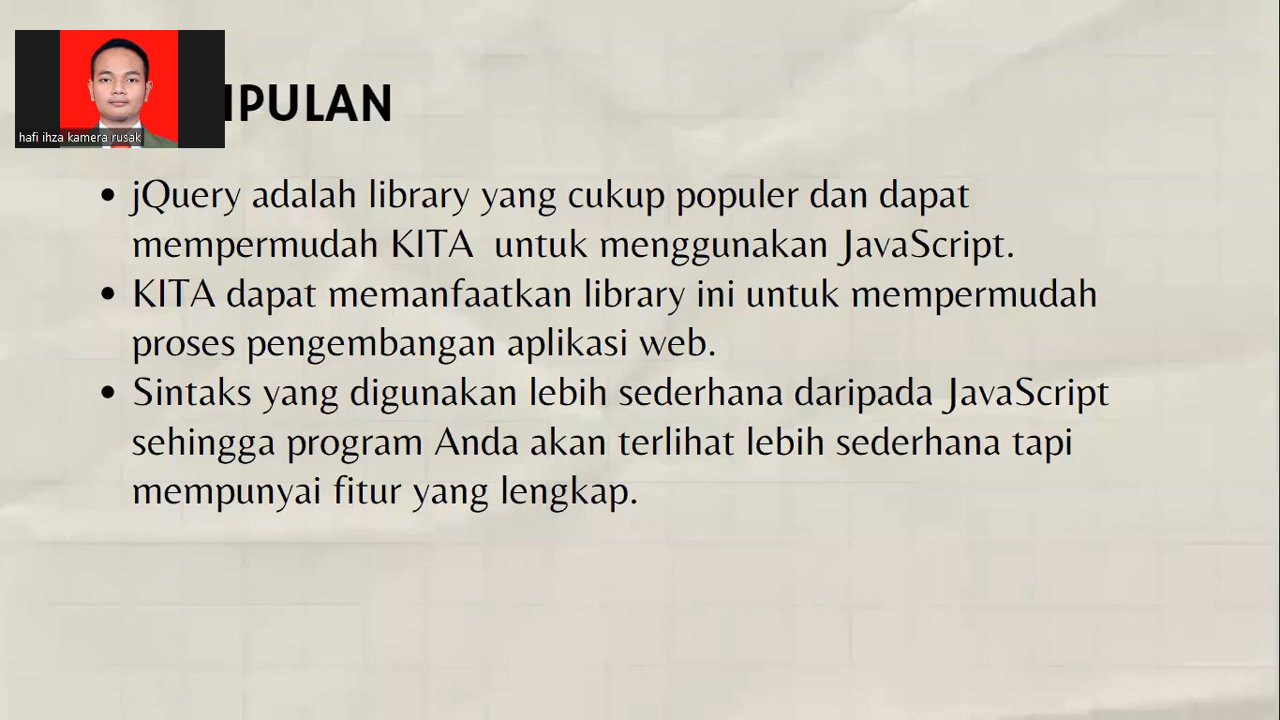 hafi ihza kamera rusak
IPULAN
• jQuery adalah library yang cukup populer dan dapat
mempermudah KITA untuk menggunakan JavaScript.
• KITA dapat memanfaatkan library ini untuk mempermudah
proses pengembangan aplikasi web.
• Sintaks yang digunakan lebih sederhana daripada JavaScript
sehingga program Anda akan terlihat lebih sederhana tapi
mempunyai fitur yang lengkap.